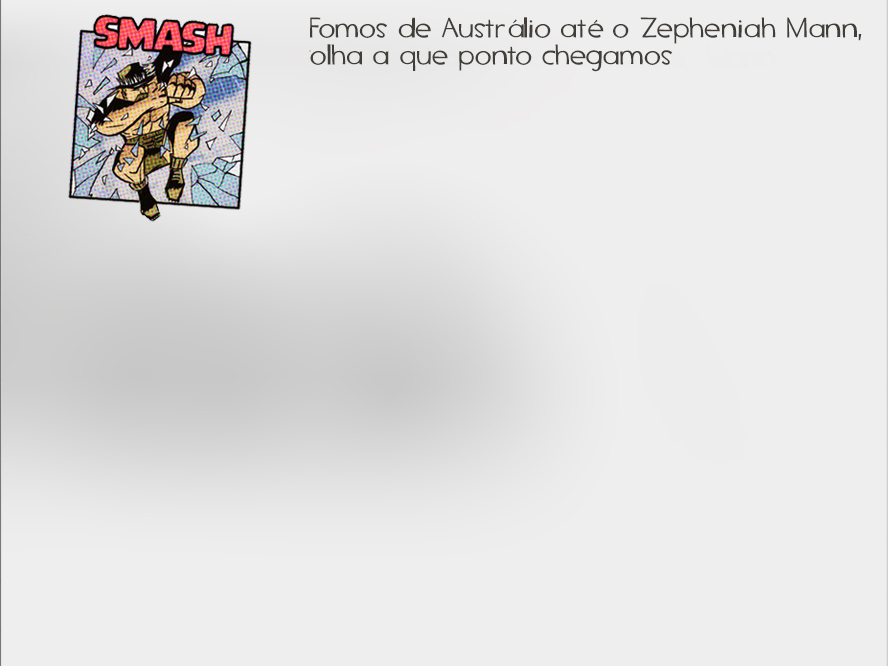 SMASH
Fomos de Austrálio até o Zepheniah Mann,
olha a que ponto chegamos